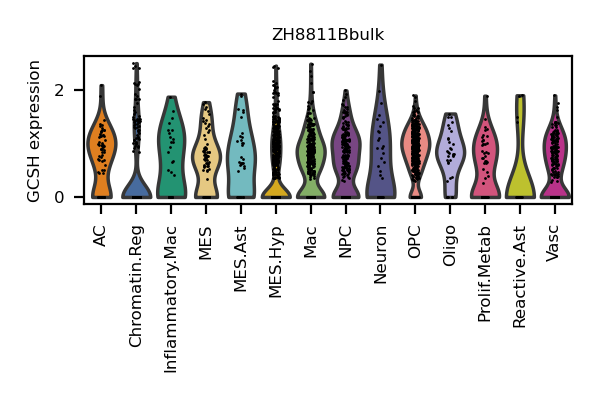 ZH8811Bbulk
GCSH expression
2
0
AC
Chromatin.Reg
Inflammatory.Mac
MES
MES.Ast
MES.Hyp
Mac
NPC
Neuron
OPC
Oligo
Prolif.Metab
Reactive.Ast
Vasc